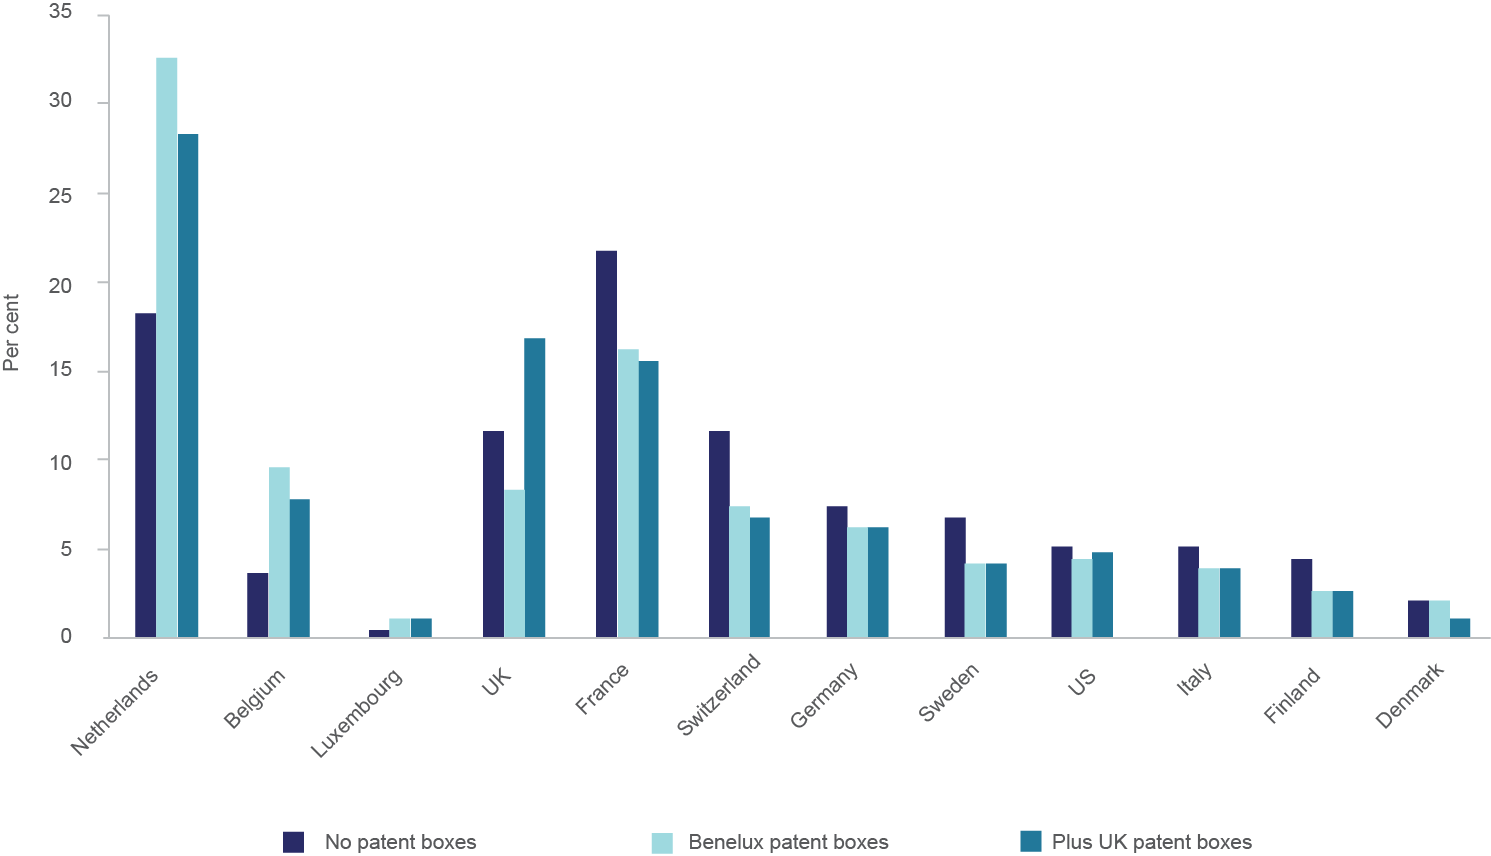 35
30
25
20
15
10
5
0
Per cent
Netherlands
Belgium
Luxembourg
UK
France
Switzerland
Germany
Sweden
US
Italy
Finland
Denmark
No patent boxes
Benelux patent boxes
Plus UK patent boxes